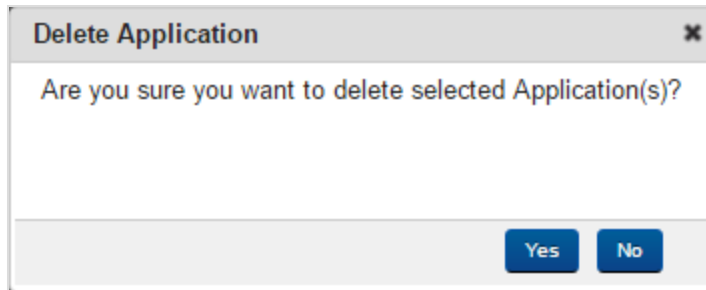 Delete Application
Are you sure you want to delete selected Application(s)?
Yes No